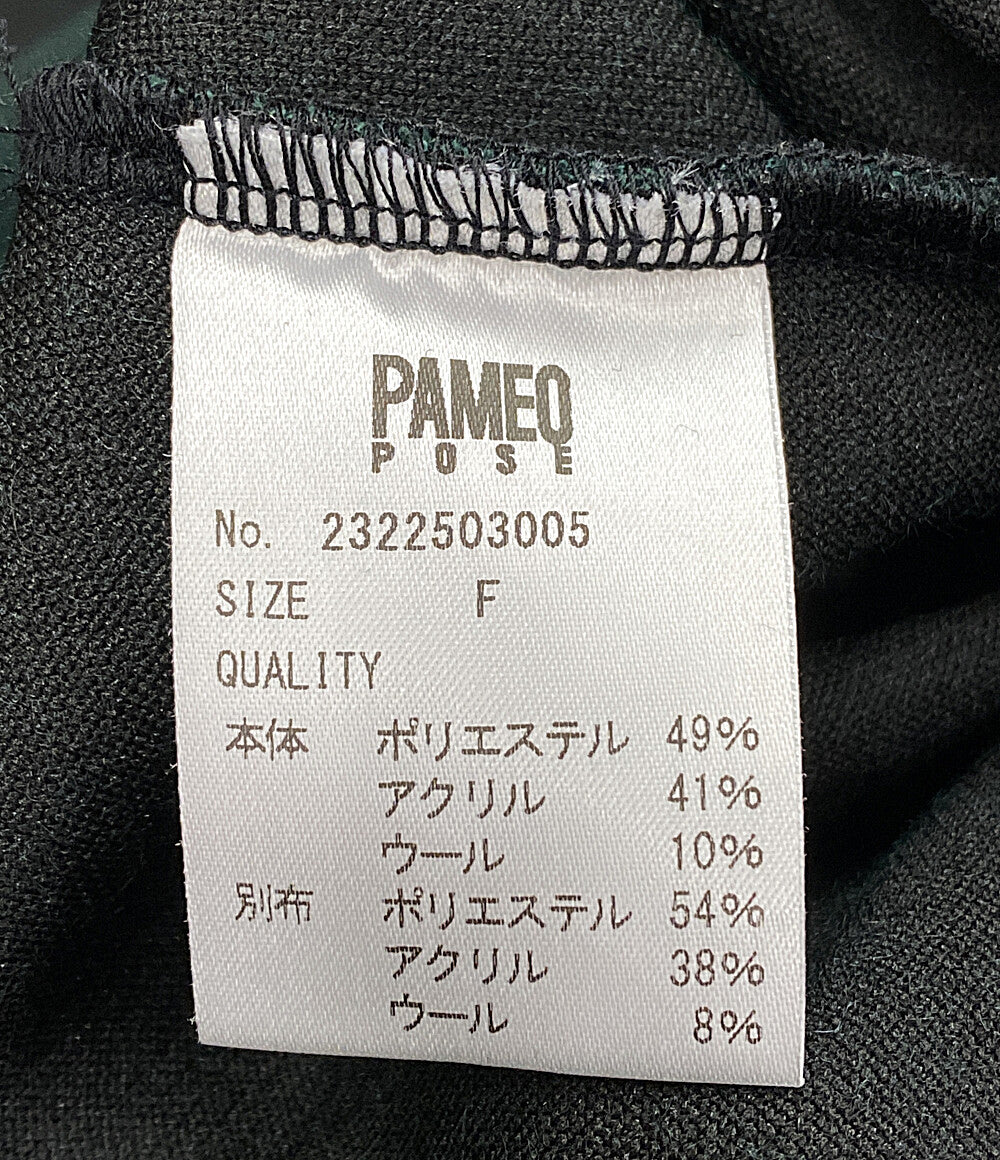 PAMEO
POSE
No. 2322503005
SIZE F
QUALITY
本体 ポリエステル 49%
アクリル 41%
ウール 10%
別布 ポリエステル 54%
アクリル 38%
ウール 8%